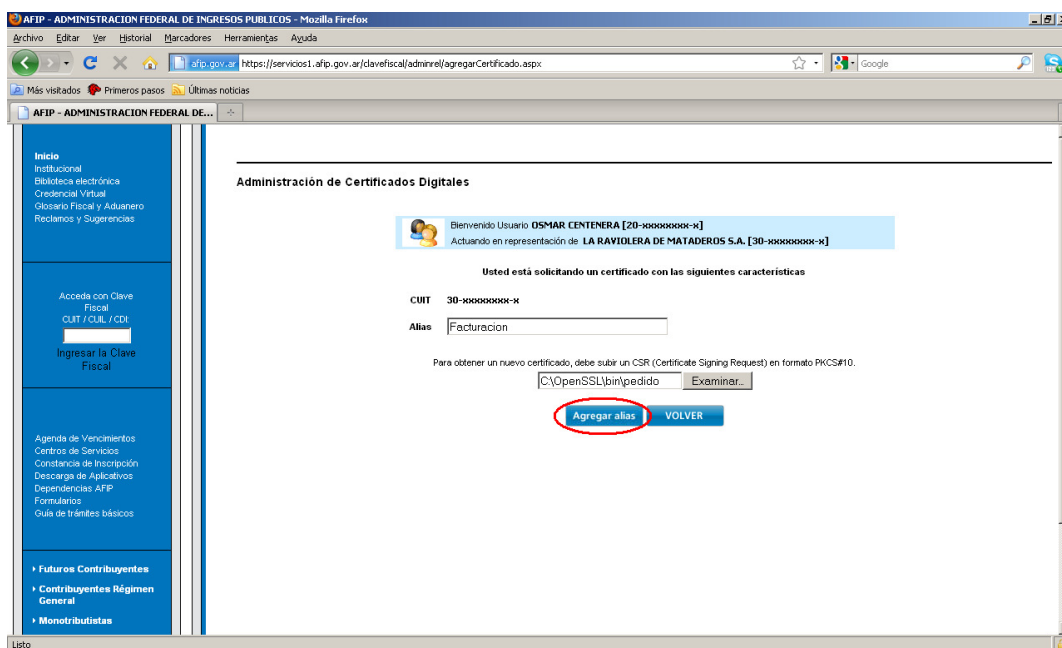 AFIP - ADMINISTRACION FEDERAL DE INGRESOS PUBLICOS - Mozilla Firefox
Archivo Editar Ver Historial Marcadores Herramientas Ayuda
afip.gov.ar https://servicios1.afip.gov.ar/clavefiscal/adminrel/agregarCertificado.aspx
Google
Más visitados Primeros pasos Últimas noticias
AFIP - ADMINISTRACION FEDERAL DE...
Inicio
Institucional
Biblioteca electrónica
Credencial Virtual
Glosario Fiscal y Aduanero
Reclamos y Sugerencias
Acceda con Clave
Fiscal
CUIT / CUIL / CDI:
Ingresar la Clave
Fiscal
Agenda de Vencimientos
Centros de Servicios
Constancia de Inscripción
Descarga de Aplicativos
Dependencias AFIP
Formularios
Guía de trámites básicos
Futuros Contribuyentes
Contribuyentes Régimen
General
Monotributistas
Administración de Certificados Digitales
Bienvenido Usuario OSMAR CENTENERA [20-xxxxxxxx-x]
Actuando en representación de LA RAVIOLERA DE MATADEROS S.A. [30-xxxxxxxx-x]
Usted está solicitando un certificado con las siguientes características
CUIT 30-xxxxxxxx-x
Alias Facturacion
Para obtener un nuevo certificado, debe subir un CSR (Certificate Signing Request) en formato PKCS#10.
C:\OpenSSL\bin\pedido Examinar...
Agregar alias VOLVER
Listo